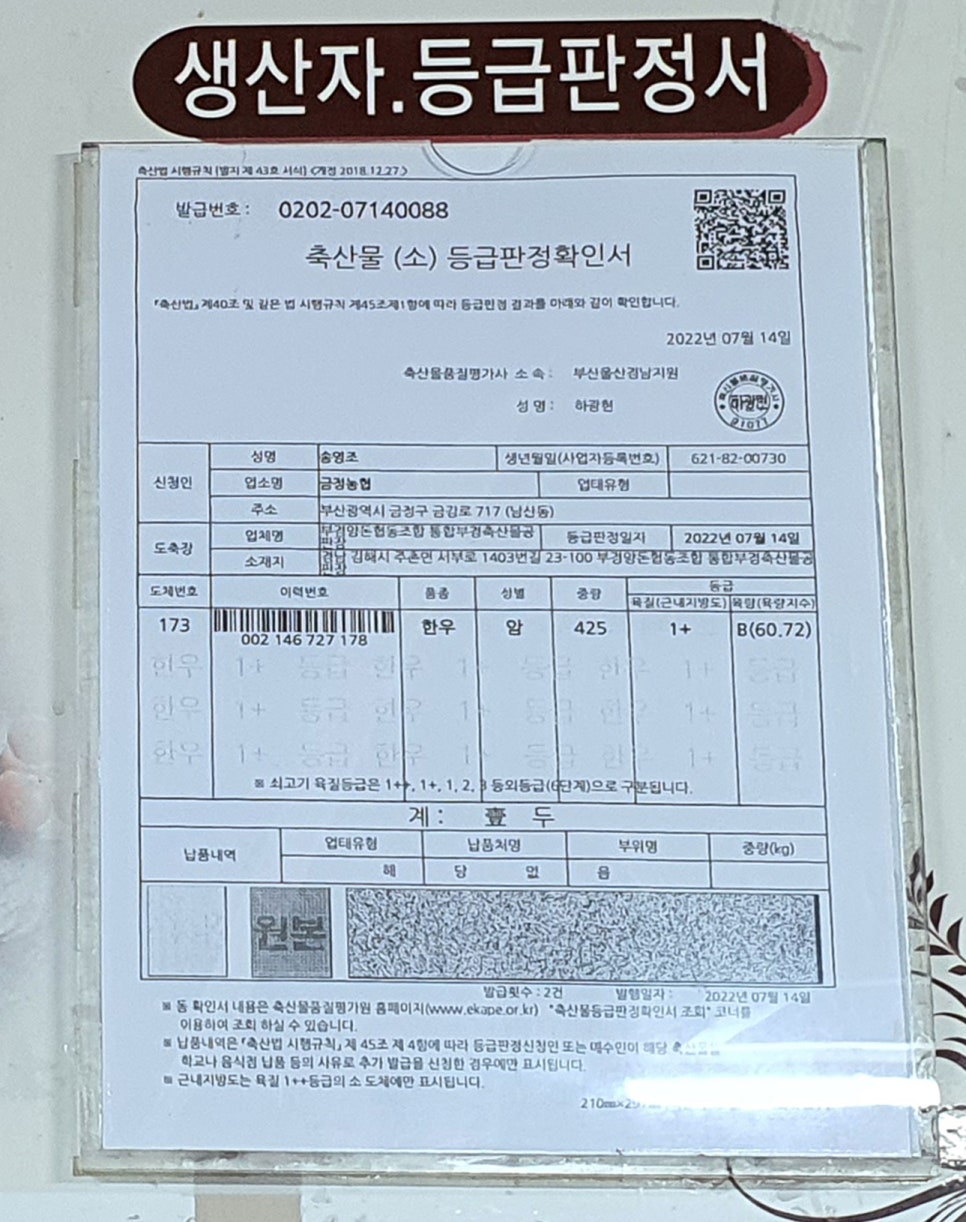 생산자.등급판정서
축산법 시행규칙 [별지 제 43호 서식] <개정 2018.12.27>
발급번호 : 0202-07140088
축산물 (소) 등급판정확인서
「축산법」 제40조 및 같은 법 시행규칙 제45조제1항에 따라 등급판정 결과를 아래와 같이 확인합니다.
2022년 07월 14일
축산물품질평가사 소 속 : 부산울산경남지원
성 명 : 하광헌
신청인 성명 송영조 생년월일(사업자등록번호) 621-82-00730
업소명 금정농협 업태유형
주소 부산광역시 금정구 금강로 717 (남산동)
도축장 업체명 부경양돈협동조합 통합부경축산물공판장 등급판정일자 2022년 07월 14일
소재지 경남 김해시 주촌면 서부로 1403번길 23-100 부경양돈협동조합 통합부경축산물공판장
도체번호 이력번호 품종 성별 중량 등급
육질(근내지방도) 육량(육량지수)
173 002 146 727 178 한우 암 425 1+ B(60.72)
한우 1+ 등급 한우 1+ 등급 한우 1+ 등급
한우 1+ 등급 한우 1+ 등급 한우 1+ 등급
한우 1+ 등급 한우 1+ 등급 한우 1+ 등급
※ 쇠고기 육질등급은 1++, 1+, 1, 2, 3 등외등급(6단계)으로 구분됩니다.
계 : 壹 두
납품내역 업태유형 납품처명 부위명 중량(kg)
해 당 없 음
원본
발급횟수 : 2건 발행일자 : 2022년 07월 14일
※ 동 확인서 내용은 축산물품질평가원 홈페이지(www.ekape.or.kr) "축산물등급판정확인서 조회" 코너를
이용하여 조회 하실 수 있습니다.
※ 납품내역은 「축산법 시행규칙」 제 45조 제 4항에 따라 등급판정신청인 또는 매수인이 해당 축산물을
학교나 음식점 납품 등의 사유로 추가 발급을 신청한 경우에만 표시됩니다.
※ 근내지방도는 육질 1++등급의 소 도체에만 표시됩니다.